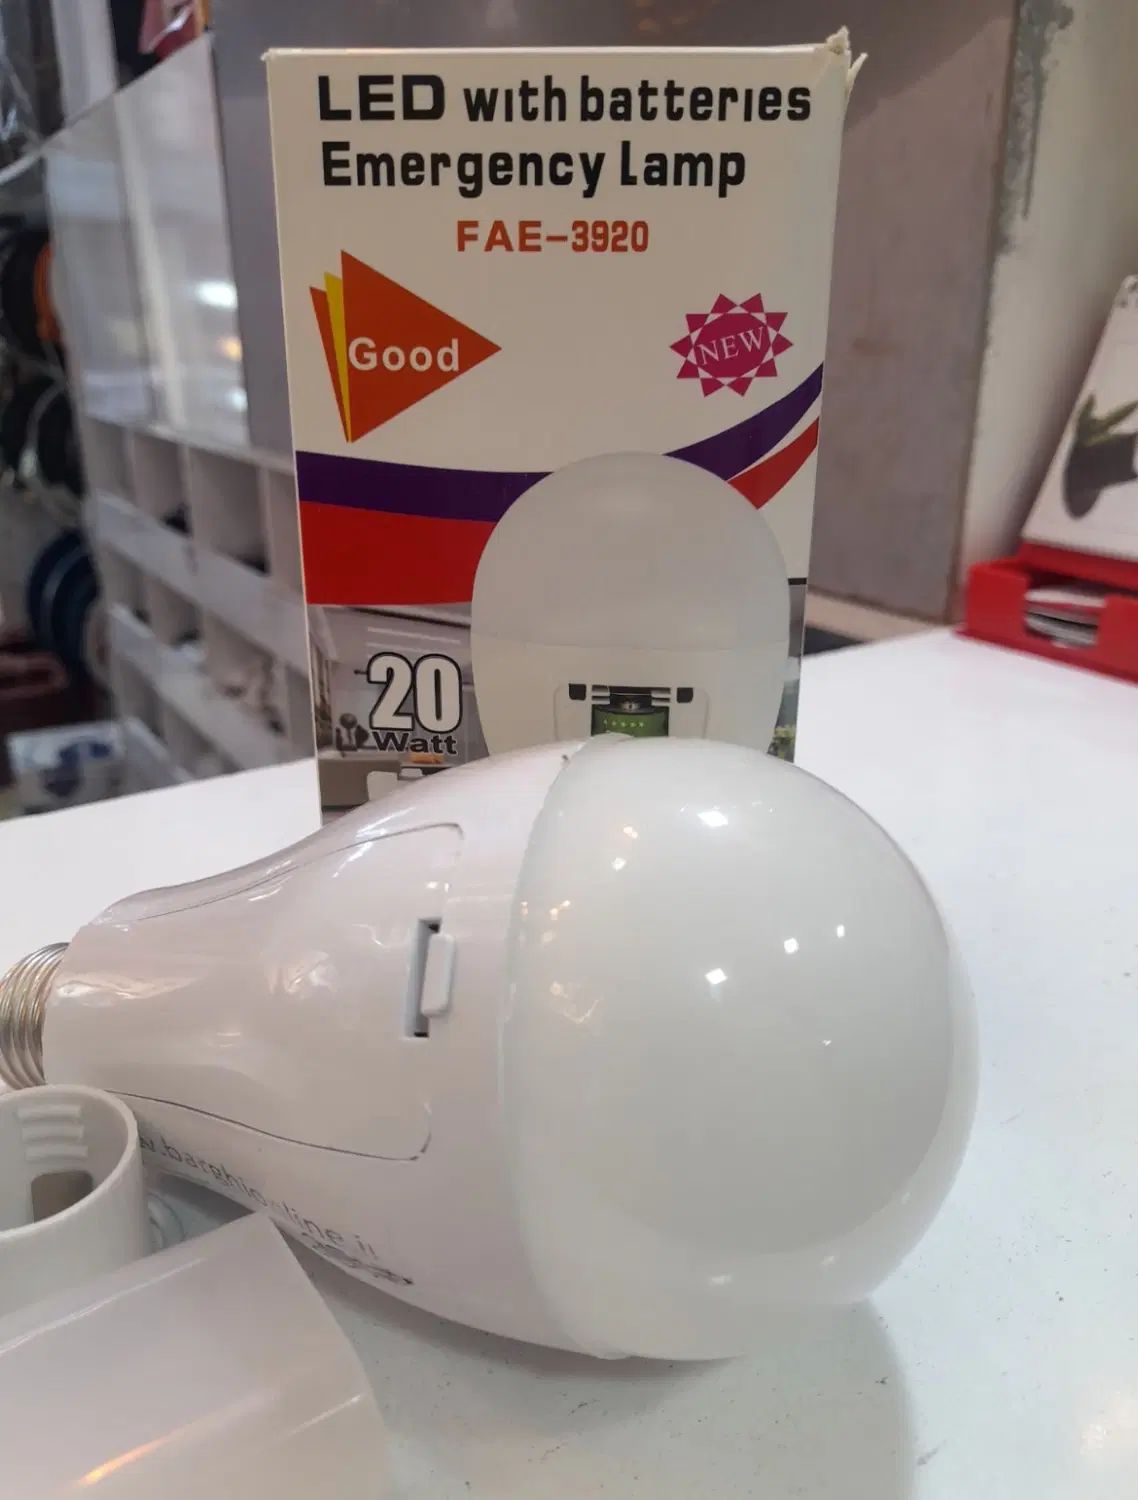 LED with batteries
Emergency Lamp
FAE-3920
Good
NEW
20
Watt